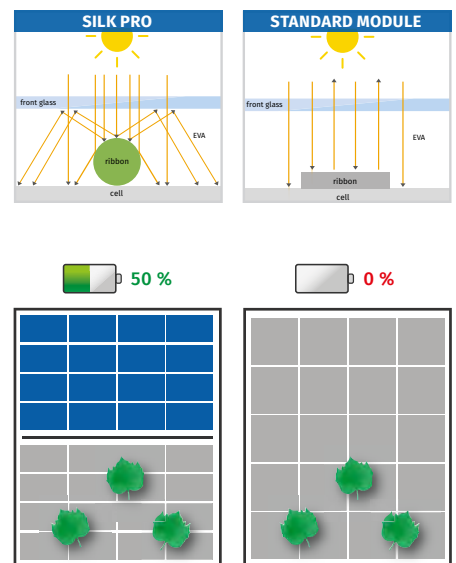 SILK PRO
front glass
EVA
ribbon
cell
STANDARD MODULE
front glass
EVA
ribbon
cell
50 %
0 %